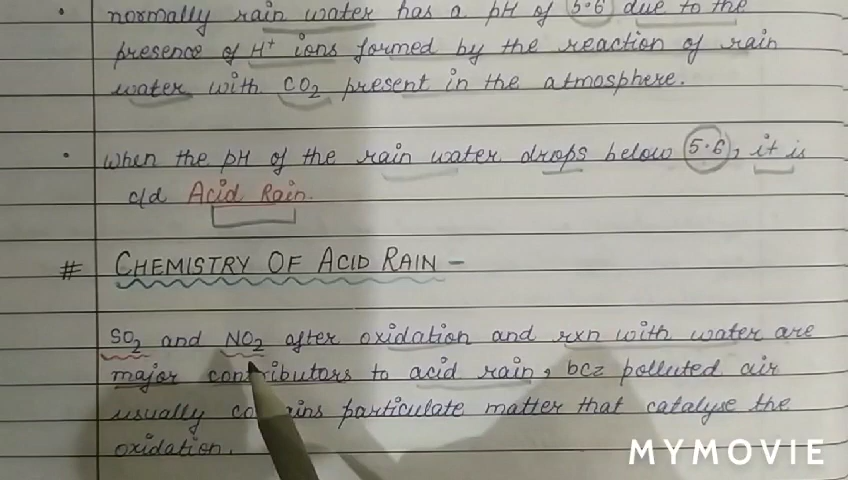 • normally rain water has a pH of 5.6 due to the
presence of H⁺ ions formed by the reaction of rain
water with CO₂ present in the atmosphere.
• when the pH of the rain water drops below 5.6, it is
c/d Acid Rain.
# CHEMISTRY OF ACID RAIN -
SO₂ and NO₂ after oxidation and rxn with water are
major contributors to acid rain, bcz polluted air
usually particulate matter that catalyse the
oxidation.
MYMOVIE